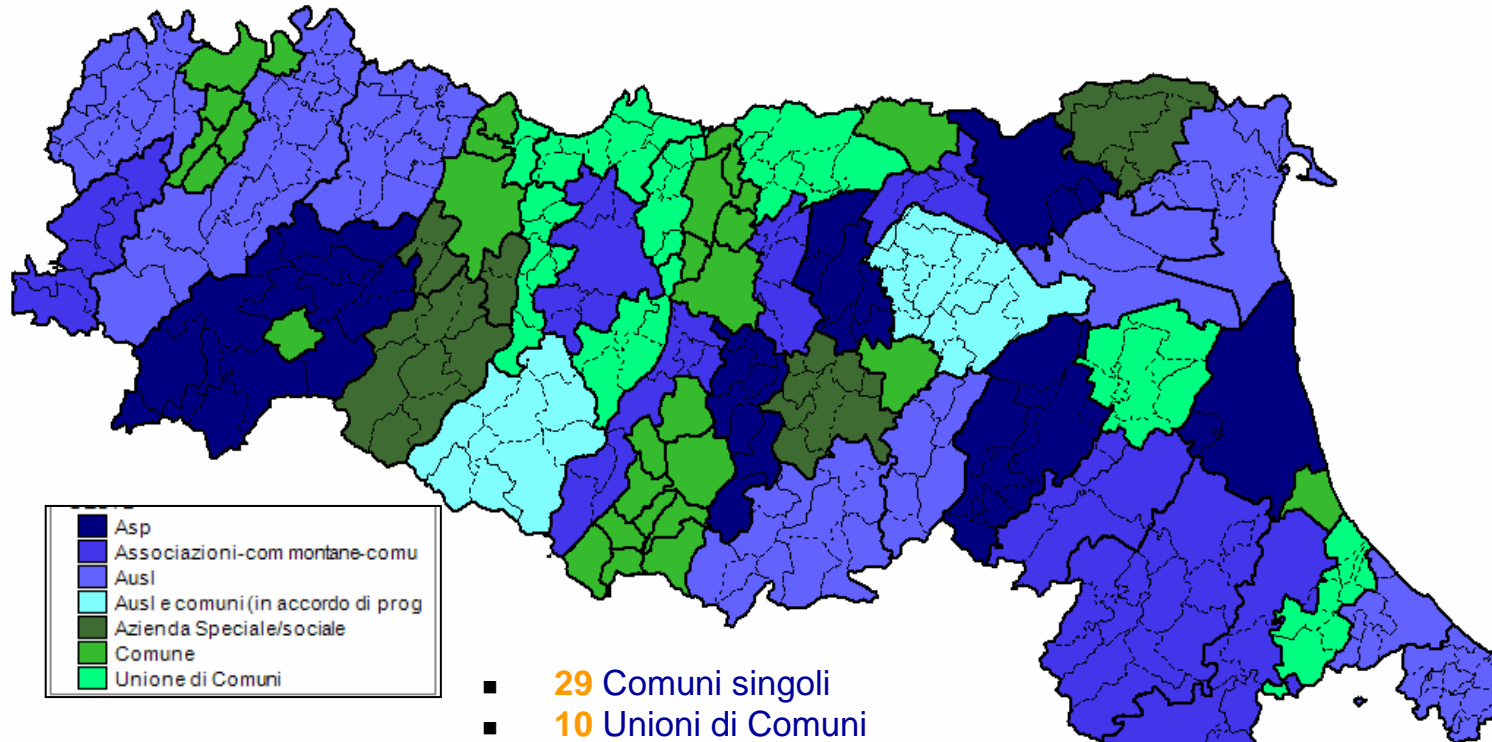 Asp
Associazioni-com montane-comu
Ausl
Ausl e comuni (in accordo di prog
Azienda Speciale/sociale
Comune
Unione di Comuni
▪ 29 Comuni singoli
▪ 10 Unioni di Comuni